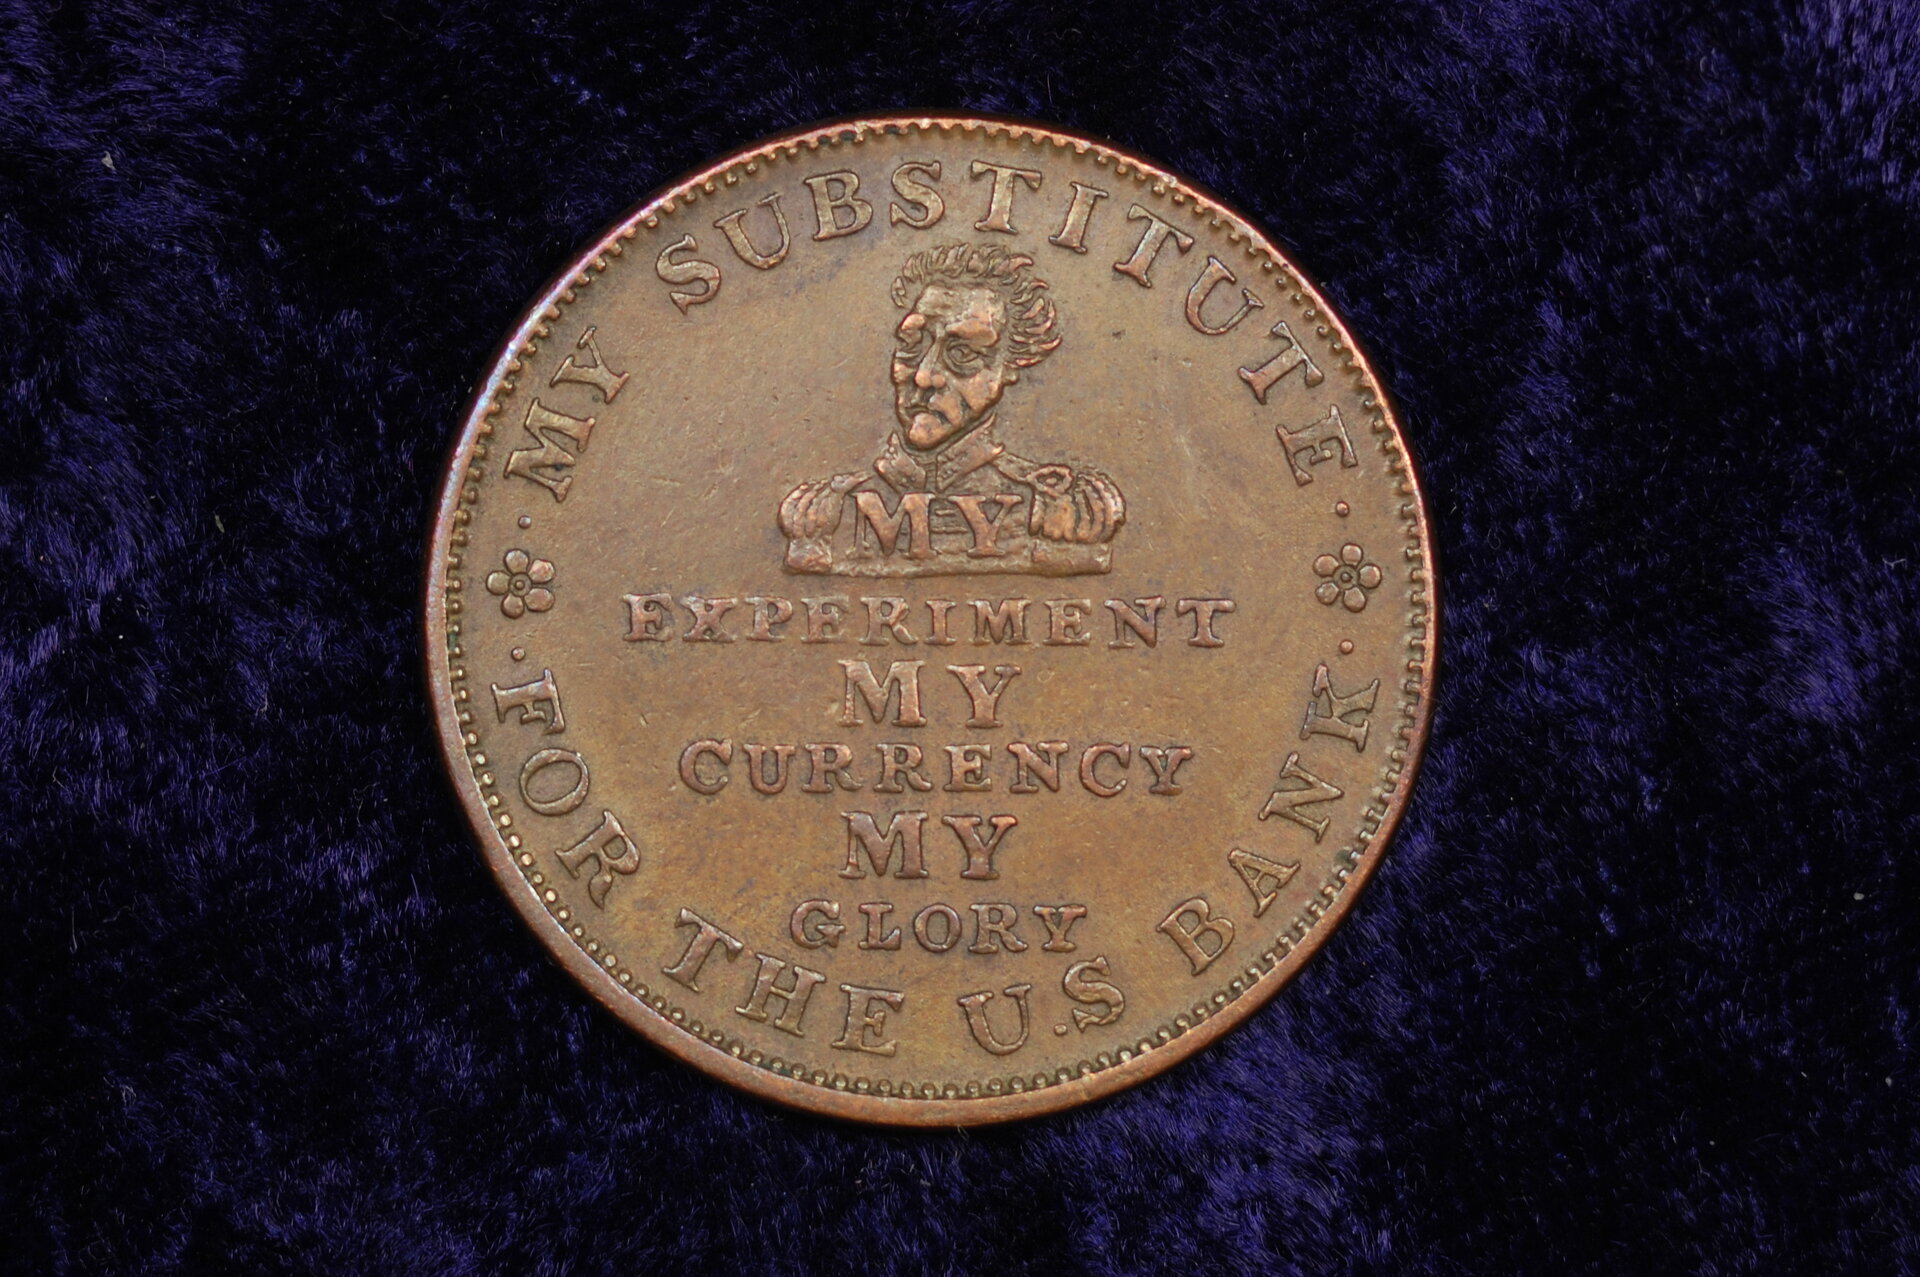 MY SUBSTITUTE
FOR THE U.S BANK
MY
EXPERIMENT
MY
CURRENCY
MY
GLORY